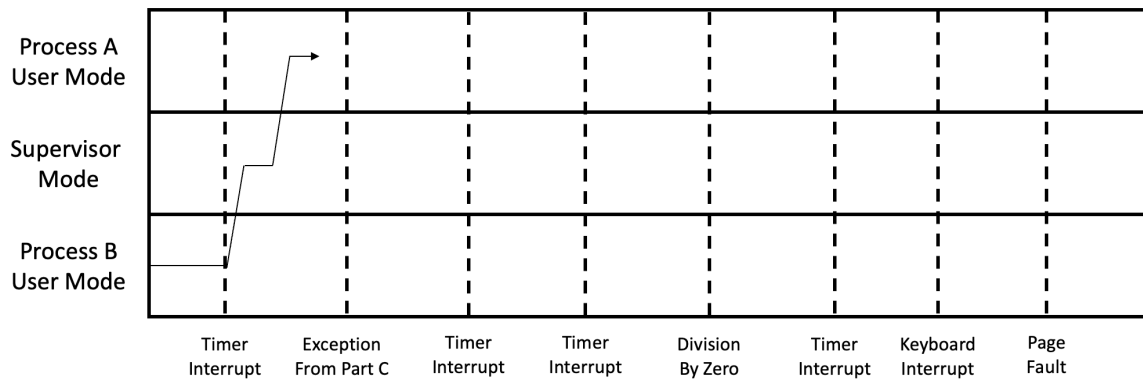 Process A
User Mode
Supervisor
Mode
Process B
User Mode
Timer
Interrupt
Exception
From Part C
Timer
Interrupt
Timer
Interrupt
Division
By Zero
Timer
Interrupt
Keyboard
Interrupt
Page
Fault